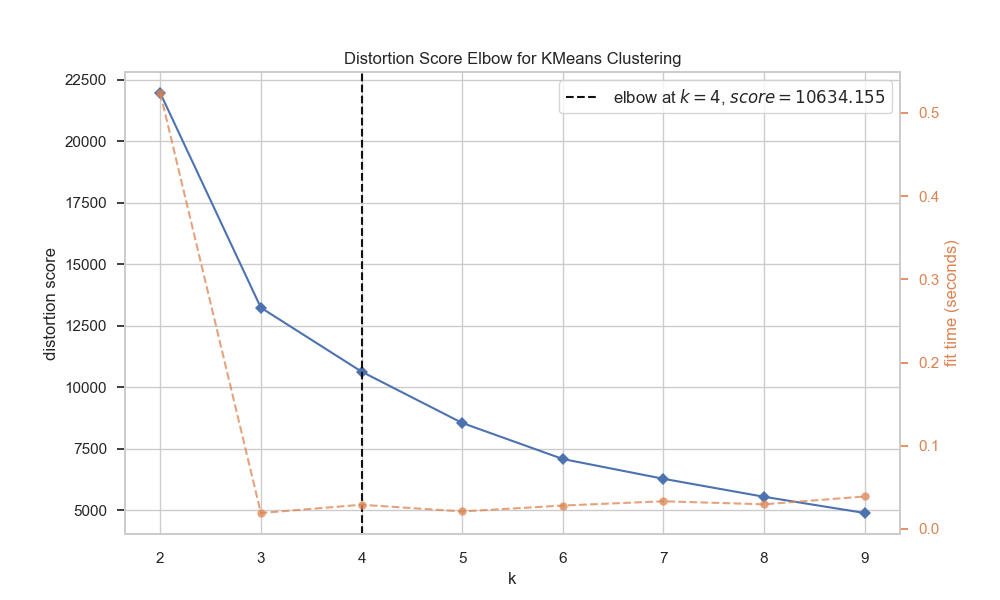 Distortion Score Elbow for KMeans Clustering
elbow at k = 4, score = 10634.155
distortion score
22500
20000
17500
15000
12500
10000
7500
5000
fit time (seconds)
0.5
0.4
0.3
0.2
0.1
0.0
2 3 4 5 6 7 8 9
k